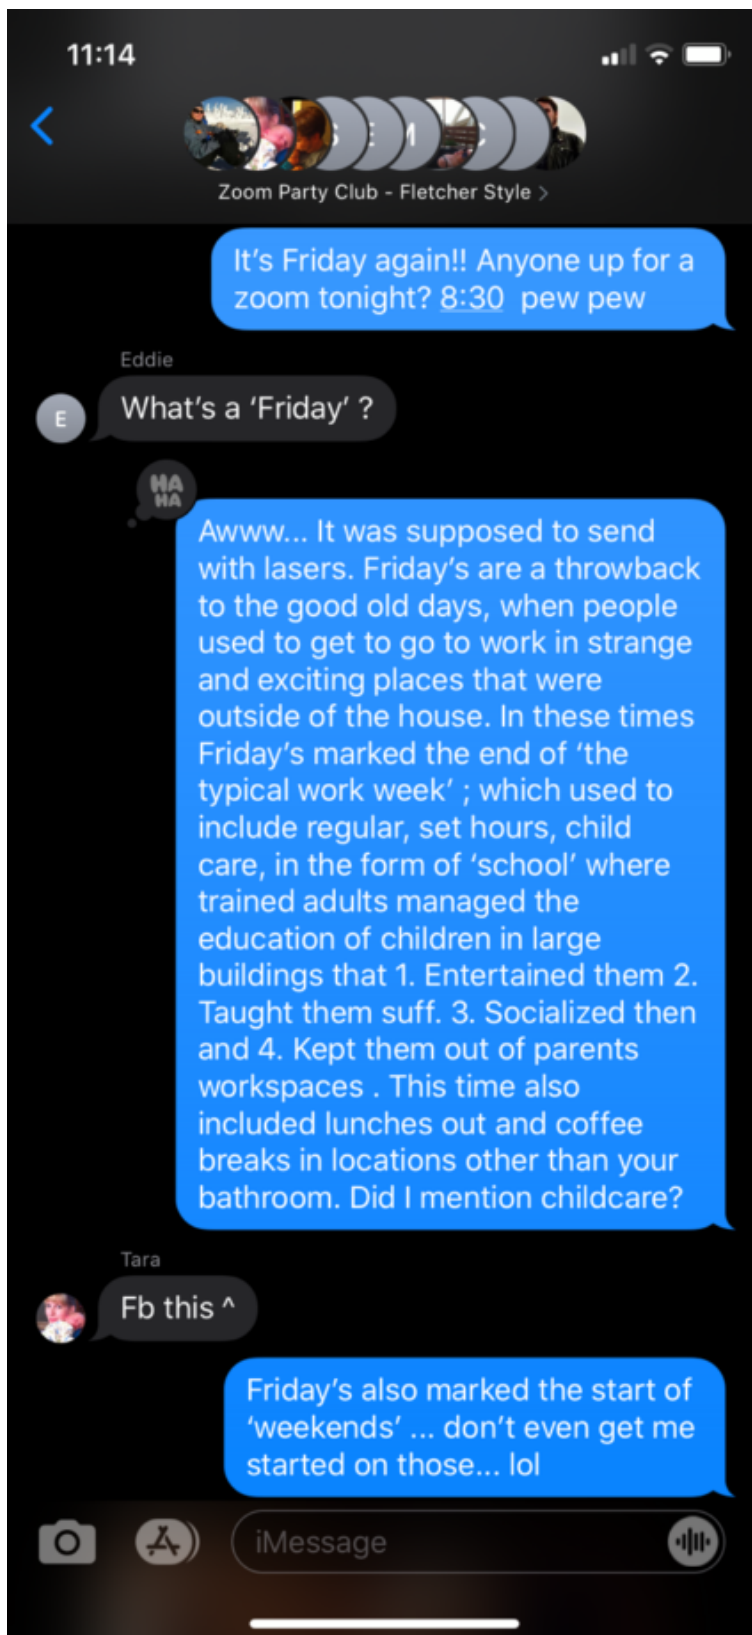 11:14
S E M C
Zoom Party Club - Fletcher Style >
It's Friday again!! Anyone up for a
zoom tonight? 8:30 pew pew
Eddie
E
What's a 'Friday' ?
HA
HA
Awww... It was supposed to send
with lasers. Friday's are a throwback
to the good old days, when people
used to get to go to work in strange
and exciting places that were
outside of the house. In these times
Friday's marked the end of 'the
typical work week' ; which used to
include regular, set hours, child
care, in the form of 'school' where
trained adults managed the
education of children in large
buildings that 1. Entertained them 2.
Taught them suff. 3. Socialized then
and 4. Kept them out of parents
workspaces . This time also
included lunches out and coffee
breaks in locations other than your
bathroom. Did I mention childcare?
Tara
Fb this ^
Friday's also marked the start of
'weekends' ... don't even get me
started on those... lol
iMessage